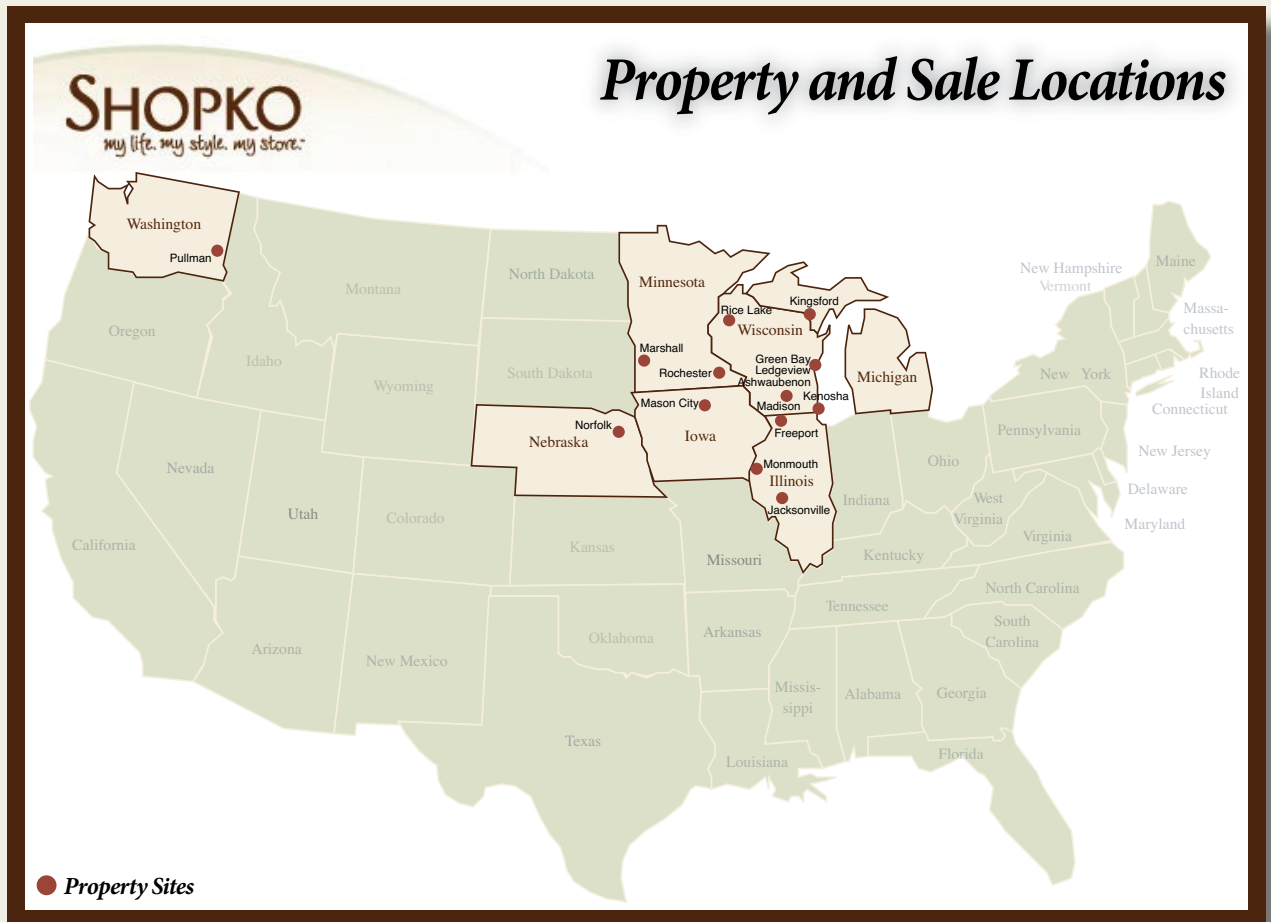 Property and Sale Locations
SHOPKO
my life. my style. my store.™
Washington
Pullman
Montana
North Dakota
Minnesota
New Hampshire
Vermont
Maine
Massa-
chusetts
Oregon
Idaho
Wyoming
South Dakota
Rice Lake
Kingsford
Wisconsin
Marshall
Rochester
Green Bay
Ledgeview
Ashwaubenon
Michigan
New York
Rhode
Island
Connecticut
Mason City
Madison
Kenosha
Norfolk
Nebraska
Iowa
Freeport
Pennsylvania
New Jersey
Nevada
Monmouth
Illinois
Ohio
Delaware
Utah
Colorado
Jacksonville
Indiana
West
Virginia
Maryland
California
Kansas
Missouri
Kentucky
Virginia
North Carolina
Tennessee
South
Carolina
Arizona
New Mexico
Oklahoma
Arkansas
Missis-
sippi
Alabama
Georgia
Texas
Louisiana
Florida
Property Sites